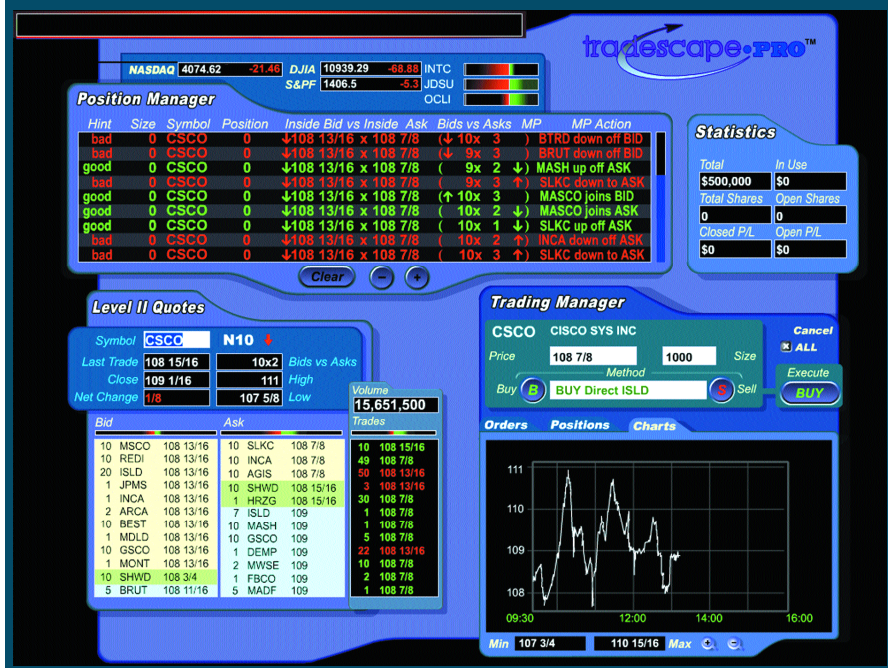 tradescape•PRO™
NASDAQ 4074.62 -21.46 DJIA 10939.29 -68.88 INTC
S&PF 1406.5 -5.3 JDSU
OCLI
Position Manager
Hint Size Symbol Position Inside Bid vs Inside Ask Bids vs Asks MP MP Action
bad 0 CSCO 0 ↓108 13/16 x 108 7/8 (↓ 10x 3 ) BTRD down off BID
bad 0 CSCO 0 ↓108 13/16 x 108 7/8 (↓ 9x 3 ) BRUT down off BID
good 0 CSCO 0 ↓108 13/16 x 108 7/8 ( 9x 2 ↓) MASH up off ASK
bad 0 CSCO 0 ↓108 13/16 x 108 7/8 ( 9x 3 ↑) SLKC down to ASK
good 0 CSCO 0 ↓108 13/16 x 108 7/8 (↑ 10x 3 ) MASCO joins BID
good 0 CSCO 0 ↓108 13/16 x 108 7/8 ( 10x 2 ↓) MASCO joins ASK
good 0 CSCO 0 ↓108 13/16 x 108 7/8 ( 10x 1 ↓) SLKC up off ASK
bad 0 CSCO 0 ↓108 13/16 x 108 7/8 ( 10x 2 ↑) INCA down off ASK
bad 0 CSCO 0 ↓108 13/16 x 108 7/8 ( 10x 3 ↑) SLKC down to ASK
Clear - +
Statistics
Total In Use
$500,000 $0
Total Shares Open Shares
0 0
Closed P/L Open P/L
$0 $0
Level II Quotes
Symbol CSCO N10 ↓
Last Trade 108 15/16 10x2 Bids vs Asks
Close 109 1/16 111 High
Net Change 1/8 107 5/8 Low
Volume
15,651,500
Bid Ask Trades
10 MSCO 108 13/16 10 SLKC 108 7/8 10 108 15/16
10 REDI 108 13/16 10 INCA 108 7/8 49 108 7/8
20 ISLD 108 13/16 10 AGIS 108 7/8 50 108 13/16
1 JPMS 108 13/16 10 SHWD 108 15/16 3 108 13/16
1 INCA 108 13/16 1 HRZG 108 15/16 30 108 7/8
2 ARCA 108 13/16 7 ISLD 109 1 108 7/8
10 BEST 108 13/16 10 MASH 109 1 108 7/8
1 MDLD 108 13/16 10 GSCO 109 5 108 7/8
10 GSCO 108 13/16 1 DEMP 109 22 108 13/16
1 MONT 108 13/16 2 MWSE 109 10 108 7/8
10 SHWD 108 3/4 1 FBCO 109 2 108 7/8
5 BRUT 108 11/16 5 MADF 109 1 108 7/8
Trading Manager
CSCO CISCO SYS INC
Cancel
ALL
Price 108 7/8 1000 Size
Method
Execute
Buy B BUY Direct ISLD S Sell BUY
Orders Positions Charts
111
110
109
108
09:30 12:00 14:00 16:00
Min 107 3/4 110 15/16 Max